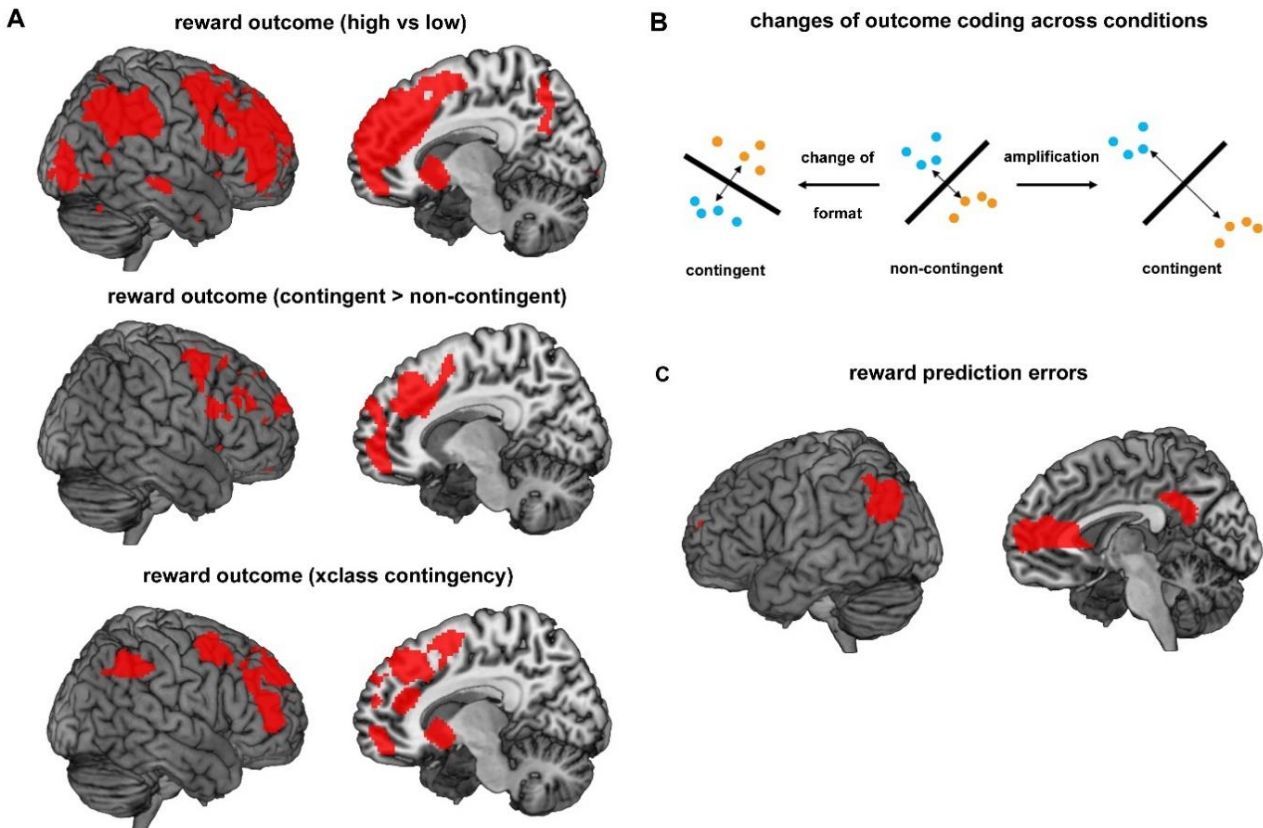 A
reward outcome (high vs low)
reward outcome (contingent > non-contingent)
reward outcome (xclass contingency)
B
changes of outcome coding across conditions
change of
format
amplification
contingent
non-contingent
contingent
C
reward prediction errors